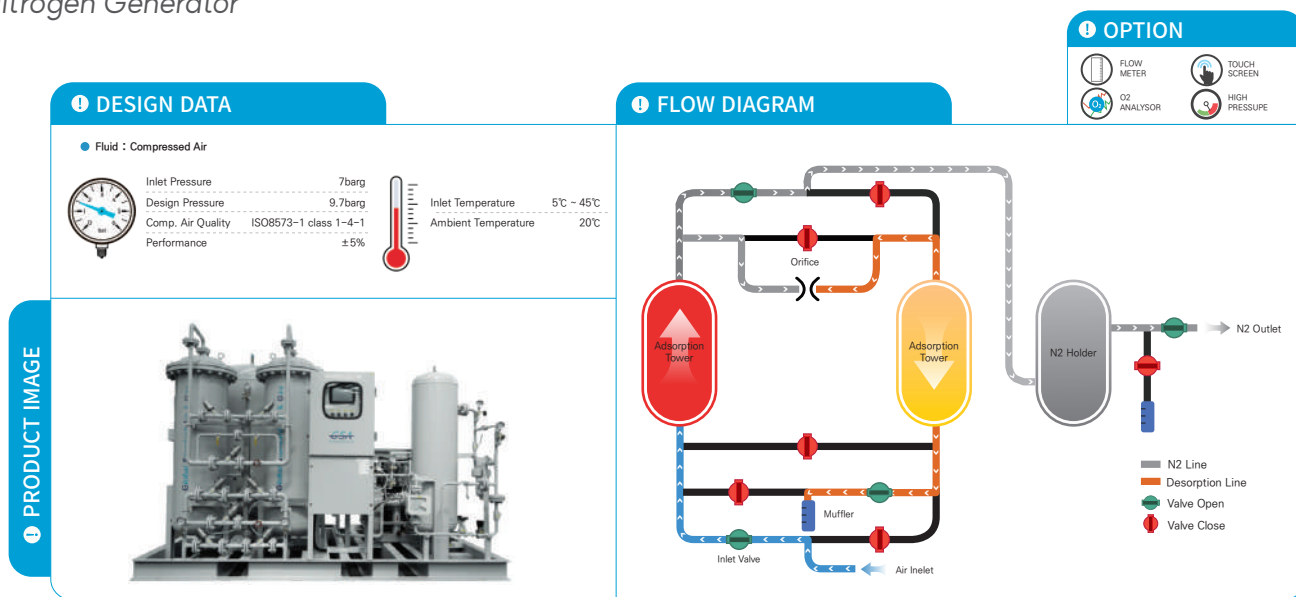 itrogen Generator
OPTION
FLOW
METER
TOUCH
SCREEN
O2
ANALYSOR
HIGH
PRESSUPE
DESIGN DATA
Fluid : Compressed Air
Inlet Pressure 7barg
Design Pressure 9.7barg
Comp. Air Quality ISO8573-1 class 1-4-1
Performance ±5%
Inlet Temperature 5℃ ~ 45℃
Ambient Temperature 20℃
PRODUCT IMAGE
GSA
FLOW DIAGRAM
Orifice
Adsorption
Tower
Adsorption
Tower
N2 Holder
N2 Outlet
Muffler
Inlet Valve
Air Inelet
N2 Line
Desorption Line
Valve Open
Valve Close